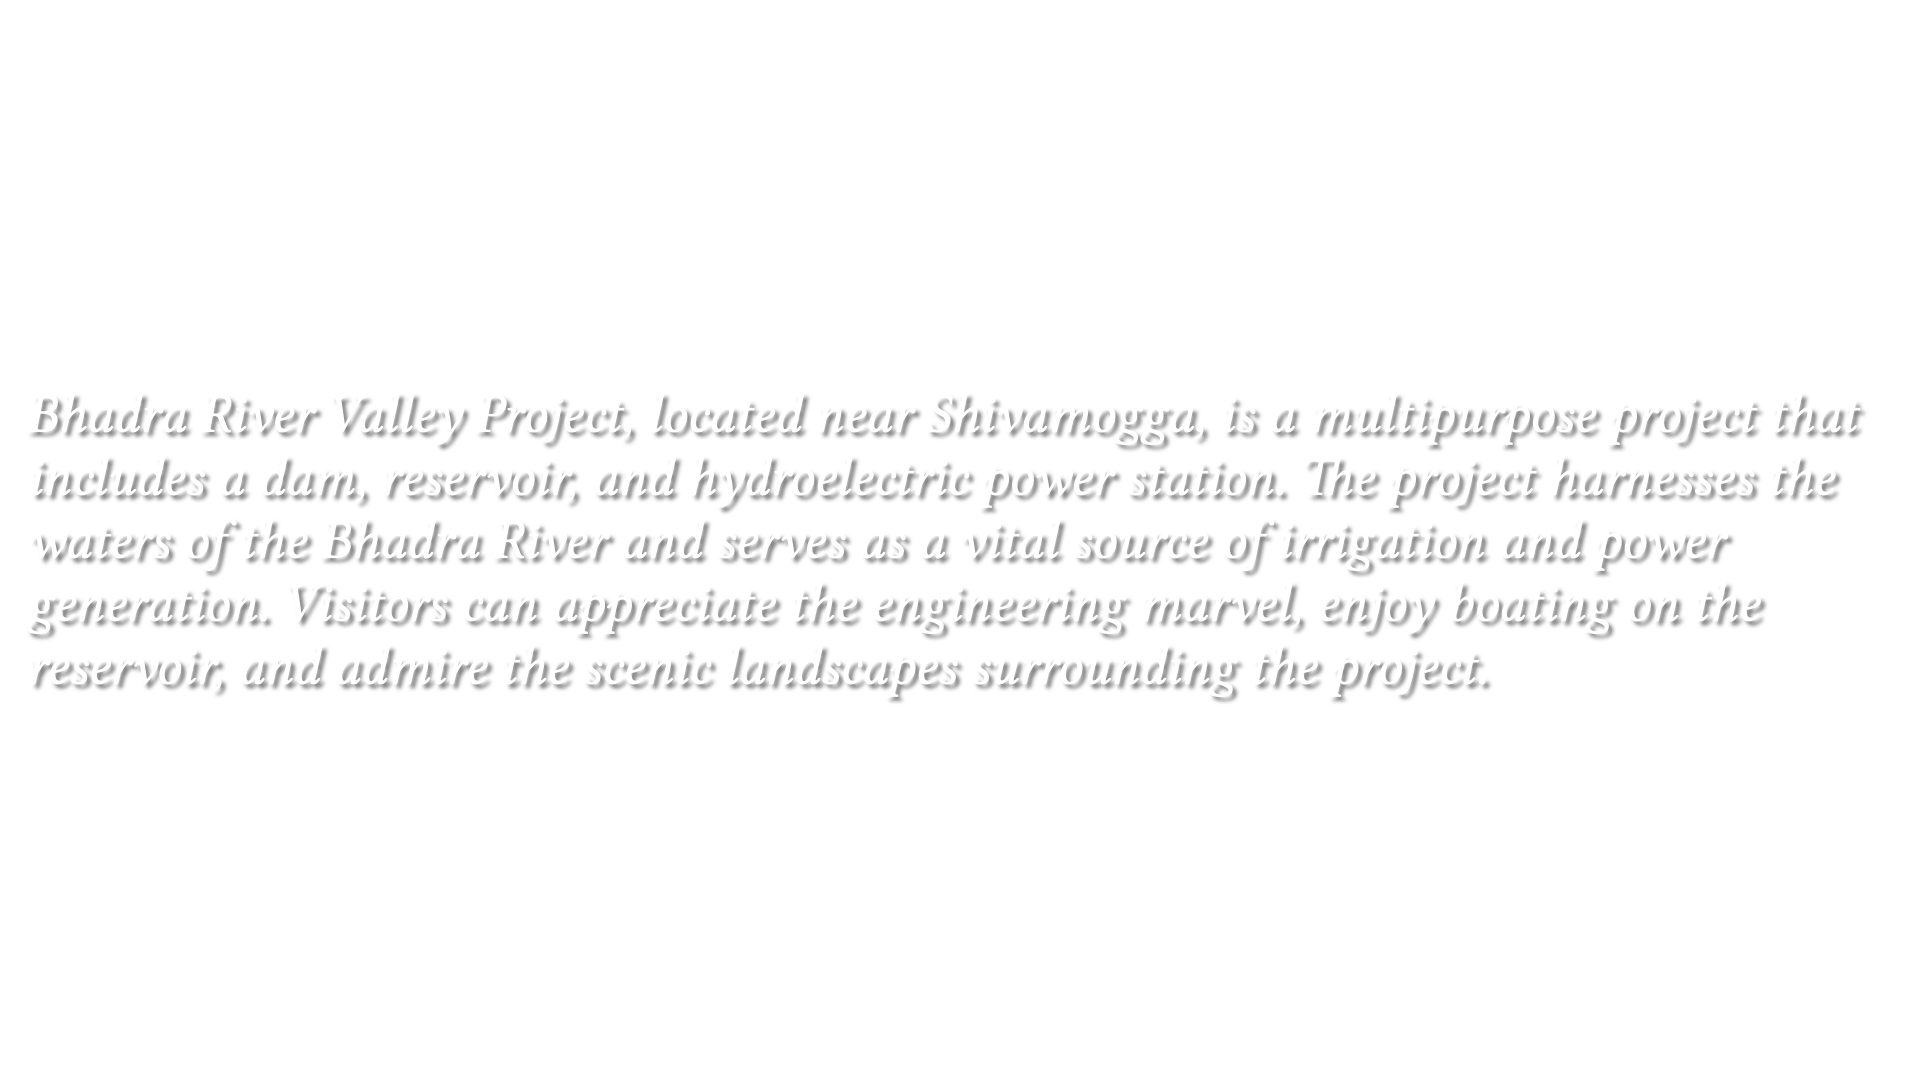 Bhadra River Valley Project, located near Shivamogga, is a multipurpose project that
includes a dam, reservoir, and hydroelectric power station. The project harnesses the
waters of the Bhadra River and serves as a vital source of irrigation and power
generation. Visitors can appreciate the engineering marvel, enjoy boating on the
reservoir, and admire the scenic landscapes surrounding the project.